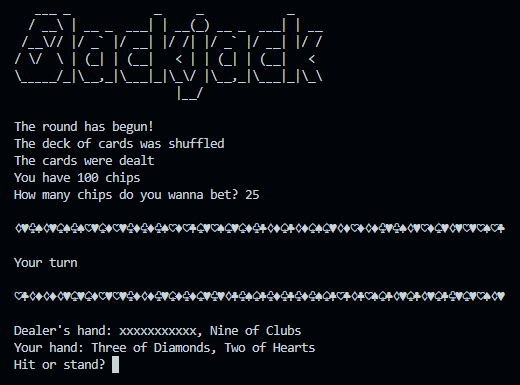 Blackjack
The round has begun!
The deck of cards was shuffled
The cards were dealt
You have 100 chips
How many chips do you wanna bet? 25
Your turn
Dealer's hand: xxxxxxxxxxx, Nine of Clubs
Your hand: Three of Diamonds, Two of Hearts
Hit or stand?